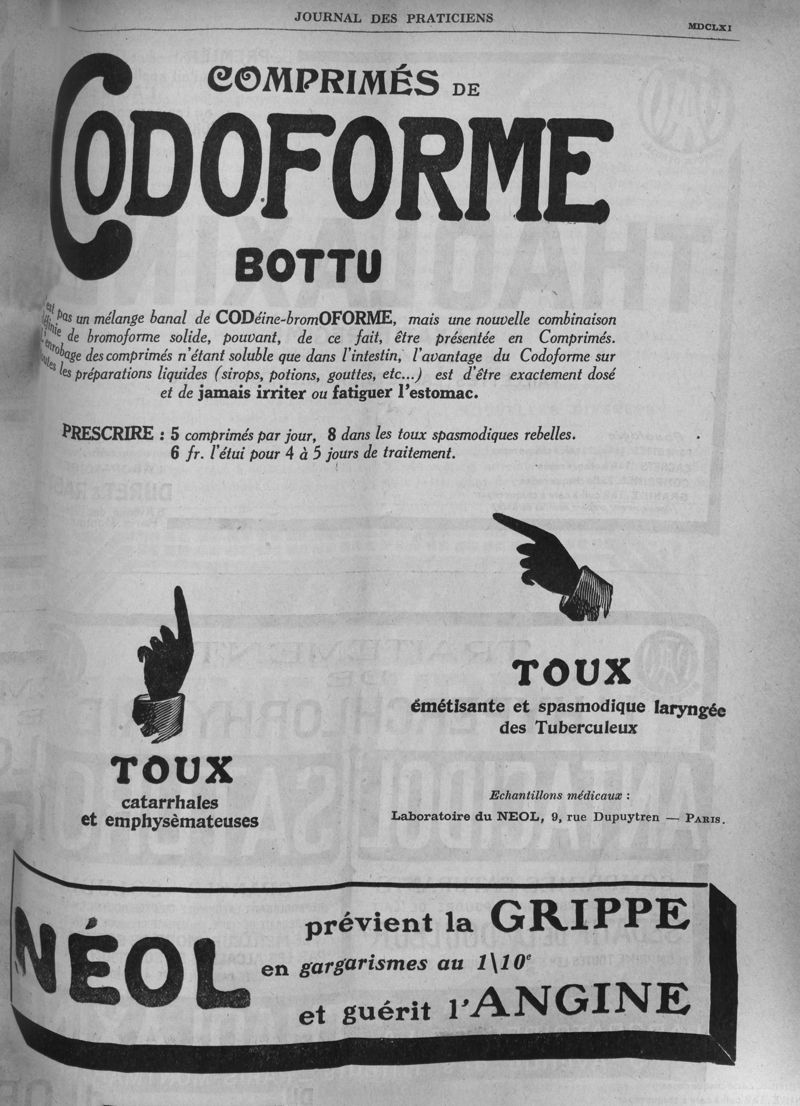 JOURNAL DES PRATICIENS
MDCLXI
COMPRIMÉS DE
CODOFORME
BOTTU
est pas un mélange banal de CODéine-bromOFORME, mais une nouvelle combinaison
de bromoforme solide, pouvant, de ce fait, être présentée en Comprimés.
L'enrobage des comprimés n'étant soluble que dans l'intestin, l'avantage du Codoforme sur
toutes les préparations liquides (sirops, potions, gouttes, etc...) est d'être exactement dosé
et de jamais irriter ou fatiguer l'estomac.
PRESCRIRE : 5 comprimés par jour, 8 dans les toux spasmodiques rebelles.
6 fr. l'étui pour 4 à 5 jours de traitement.
TOUX
émétisante et spasmodique laryngée
des Tuberculeux
TOUX
catarrhales
et emphysèmateuses
Echantillons médicaux :
Laboratoire du NEOL, 9, rue Dupuytren — PARIS.
NÉOL
prévient la GRIPPE
en gargarismes au 1\10e
et guérit l'ANGINE